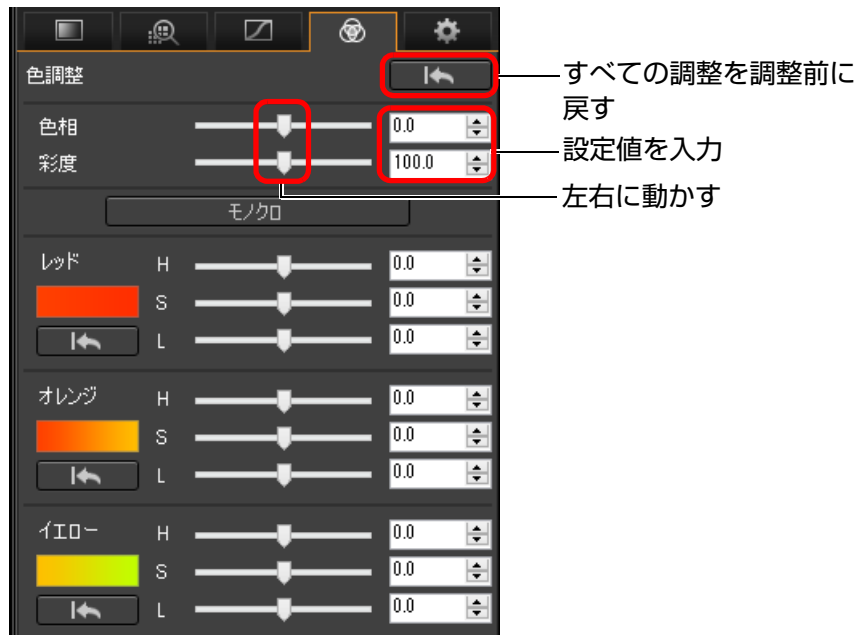 色調整
すべての調整を調整前に
戻す
色相 0.0
設定値を入力
彩度 100.0
左右に動かす
モノクロ
レッド H 0.0
S 0.0
L 0.0
オレンジ H 0.0
S 0.0
L 0.0
イエロー H 0.0
S 0.0
L 0.0